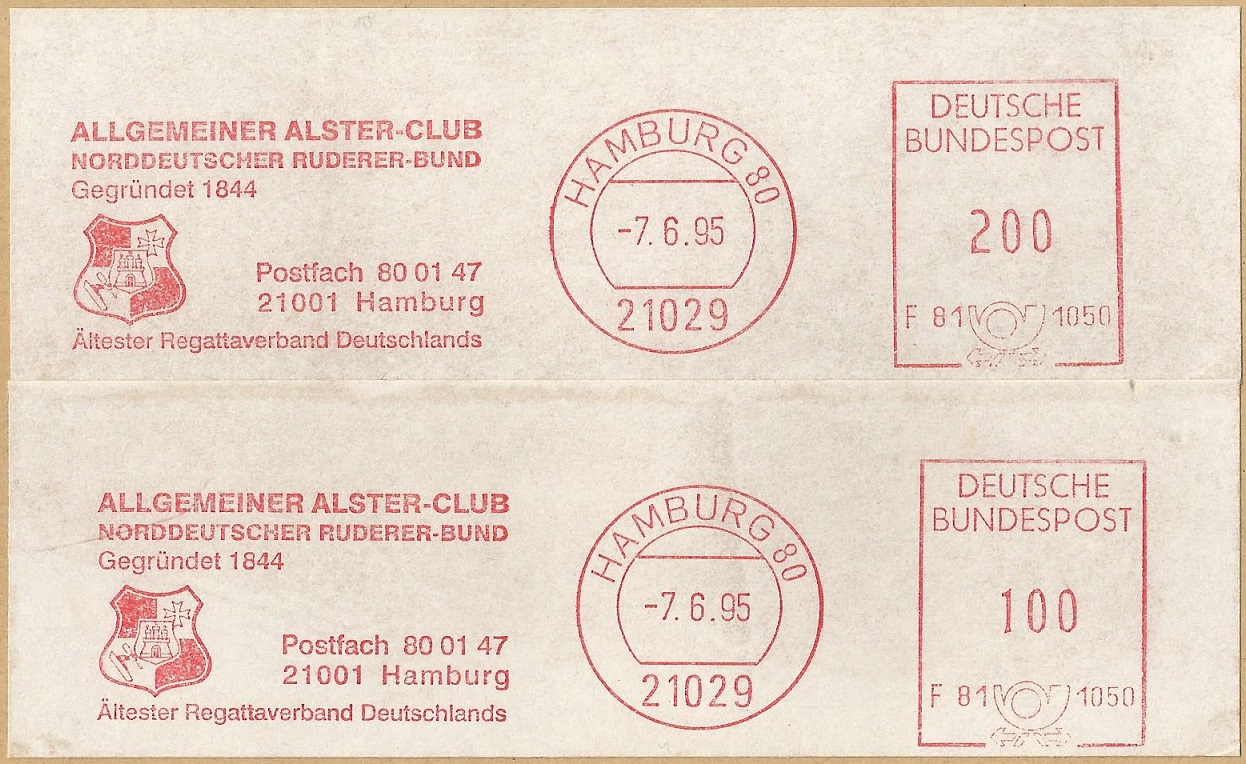 ALLGEMEINER ALSTER-CLUB
NORDDEUTSCHER RUDERER-BUND
Gegründet 1844
Postfach 80 01 47
21001 Hamburg
Ältester Regattaverband Deutschlands
HAMBURG 80
-7.6.95
21029
DEUTSCHE
BUNDESPOST
200
F 81 1050
ALLGEMEINER ALSTER-CLUB
NORDDEUTSCHER RUDERER-BUND
Gegründet 1844
Postfach 80 01 47
21001 Hamburg
Ältester Regattaverband Deutschlands
HAMBURG 80
-7.6.95
21029
DEUTSCHE
BUNDESPOST
100
F 81 1050